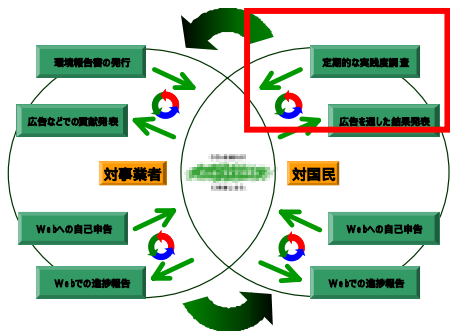 環境報告書の発行
定期的な実践度調査
広告などでの貢献発表
広告を通した結果発表
対事業者
対国民
Webへの自己申告
Webへの自己申告
Webでの進捗報告
Webでの進捗報告